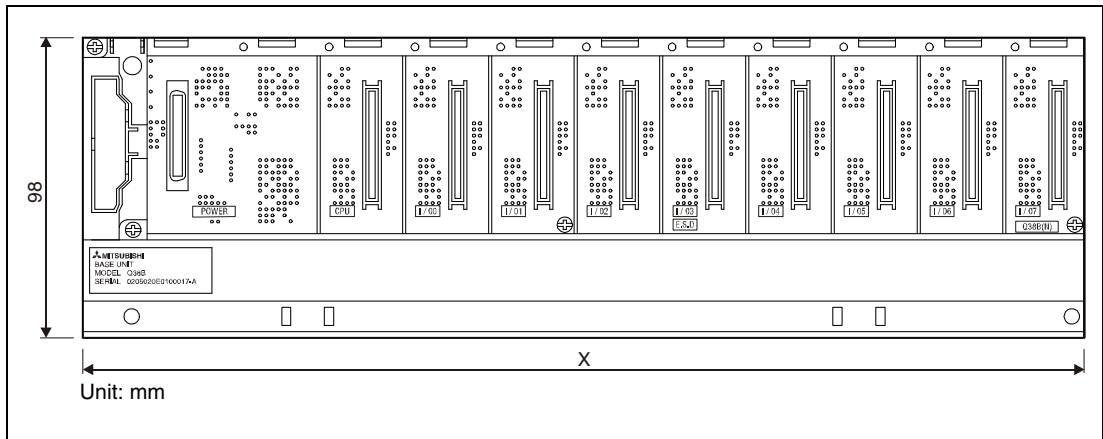 98
POWER
CPU
I / 00
I / 01
I / 02
I / 03
E.S.D
I / 04
I / 05
I / 06
I / 07
Q38B(N)
MITSUBISHI
BASE UNIT
MODEL Q38B
SERIAL 0205020E0100017-A
X
Unit: mm